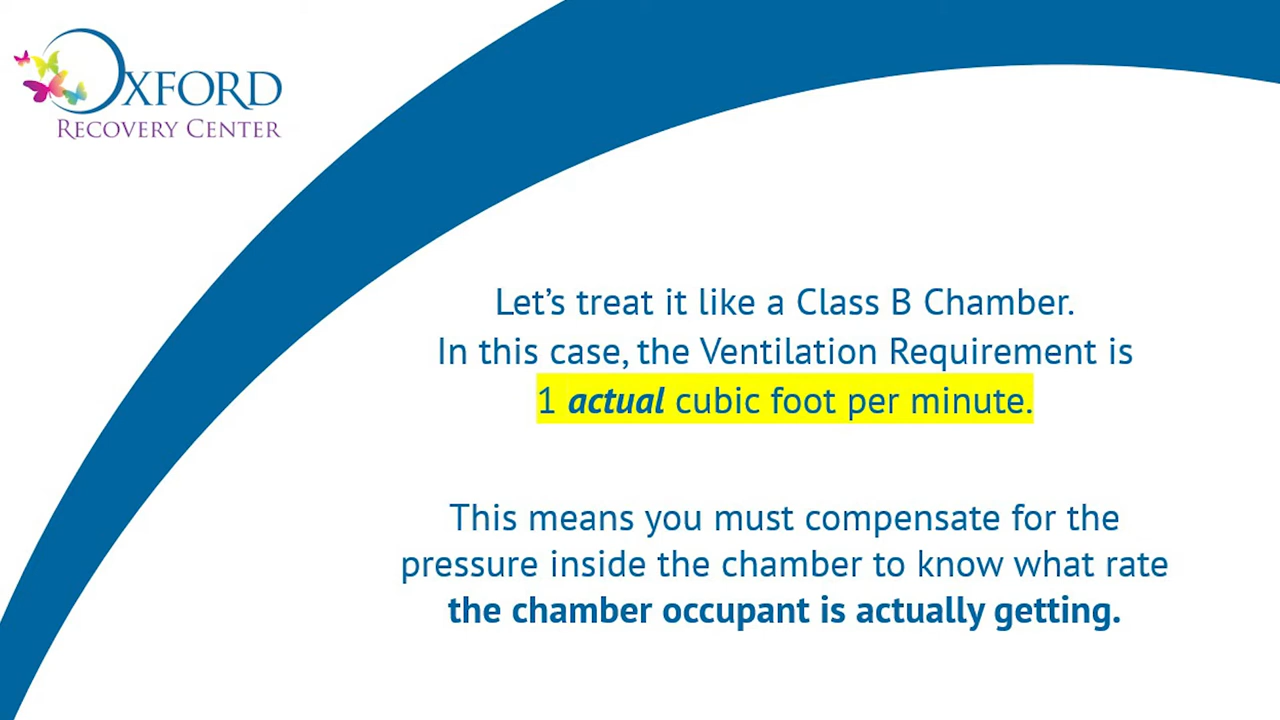 OXFORD
RECOVERY CENTER
Let's treat it like a Class B Chamber.
In this case, the Ventilation Requirement is
1 actual cubic foot per minute.
This means you must compensate for the
pressure inside the chamber to know what rate
the chamber occupant is actually getting.